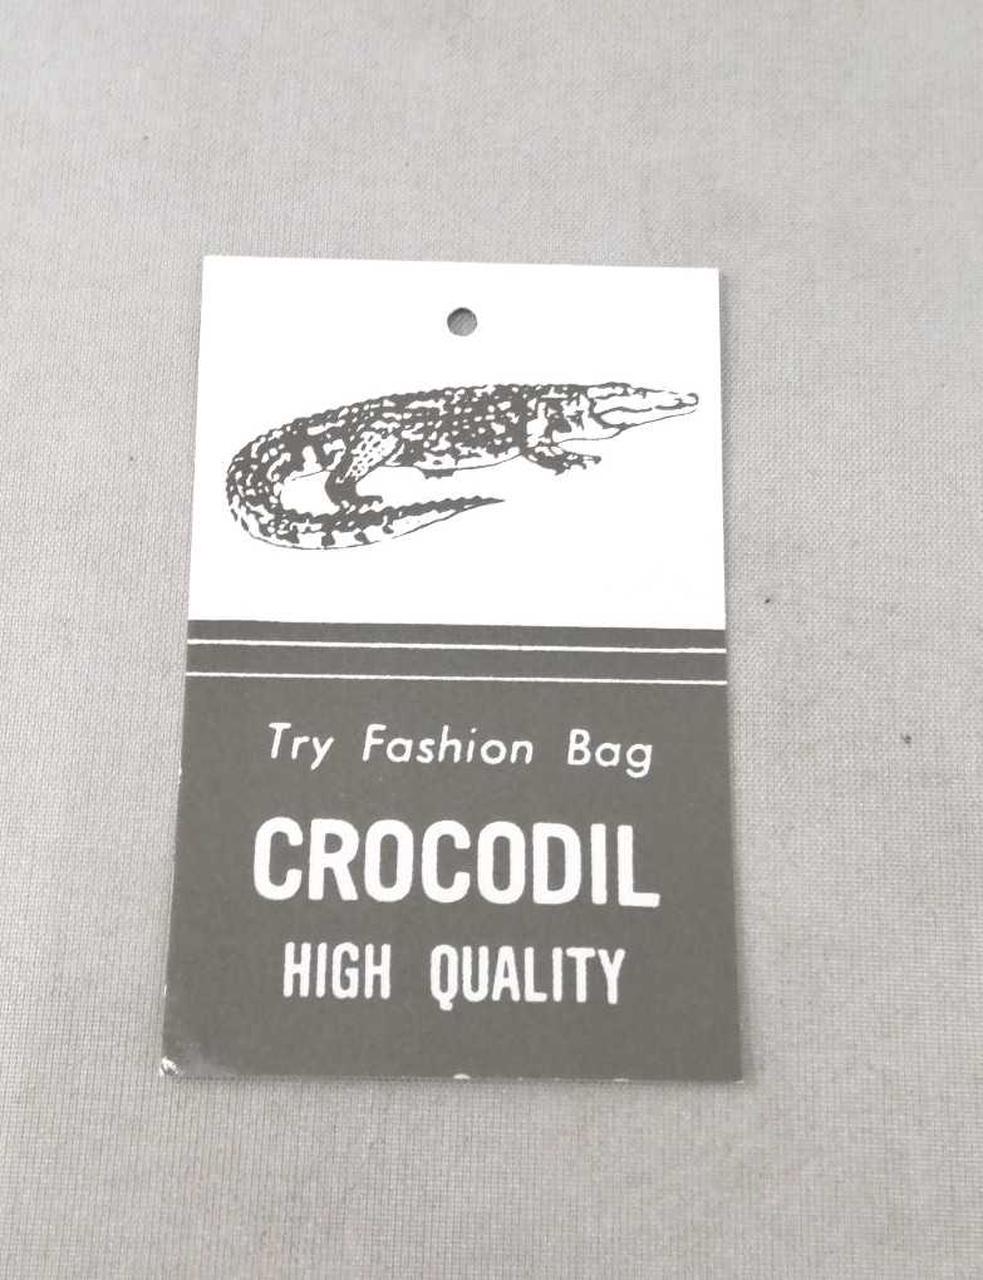 Try Fashion Bag
CROCODIL
HIGH QUALITY